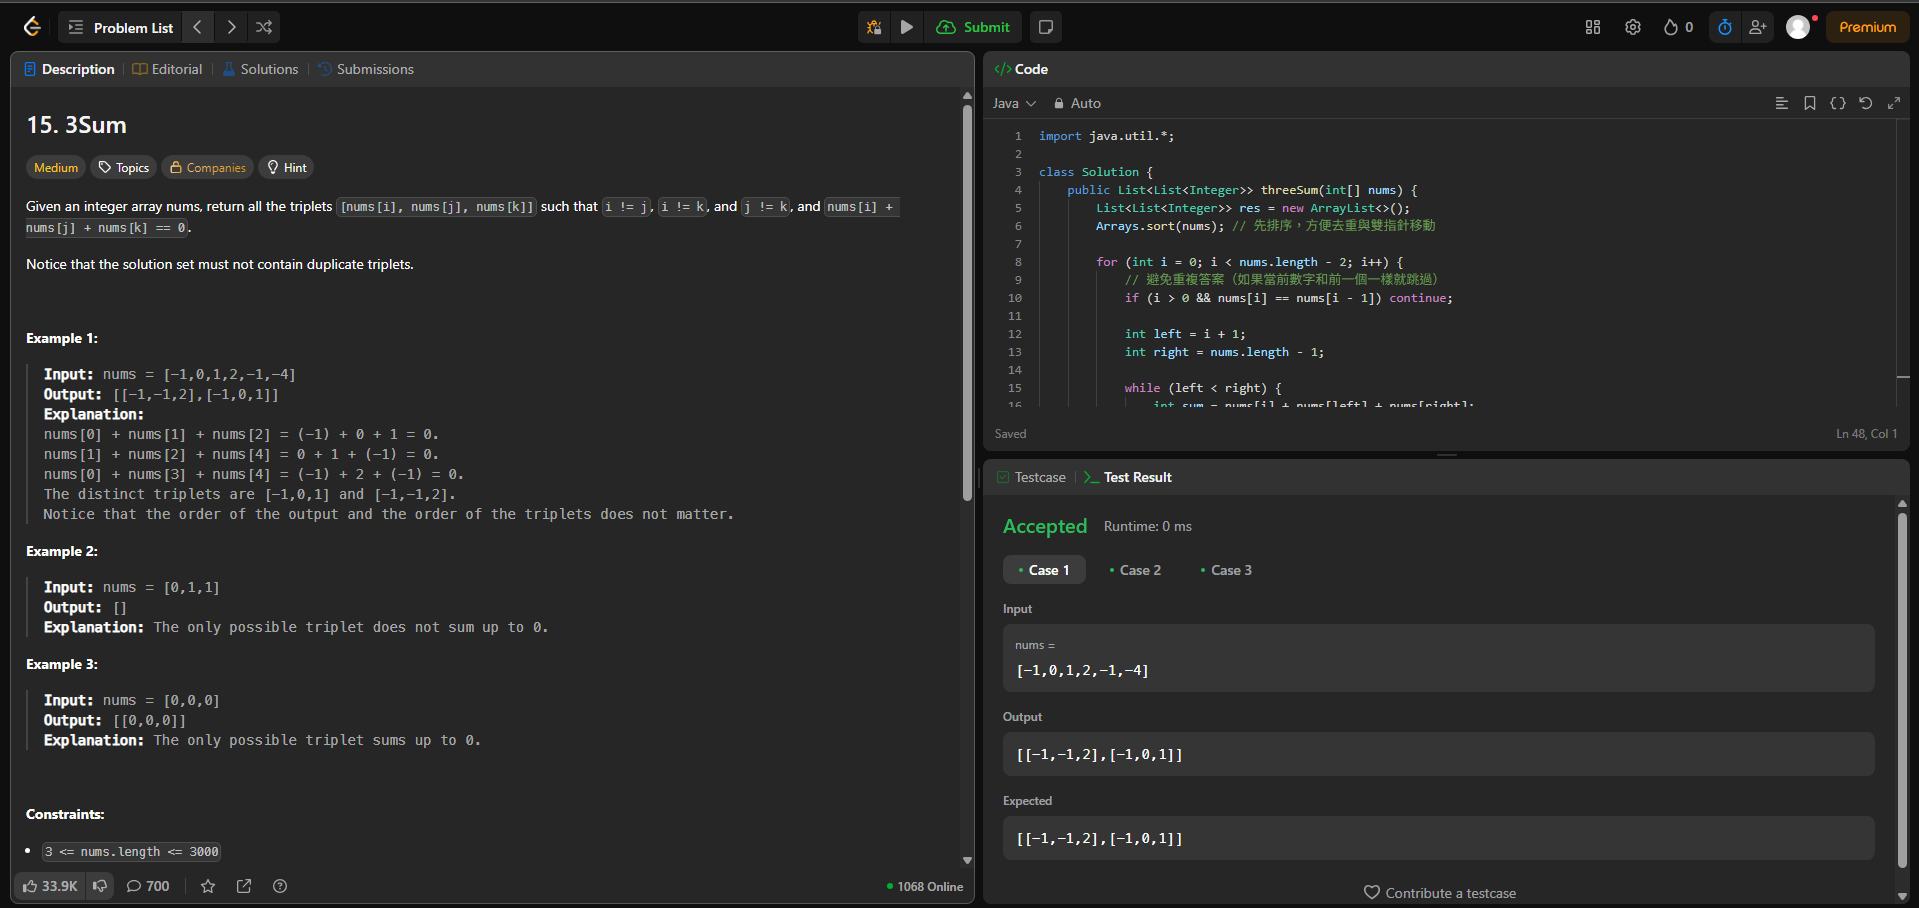 Problem List
Submit
0
Premium
Description
Editorial
Solutions
Submissions
15. 3Sum
Medium
Topics
Companies
Hint
Given an integer array nums, return all the triplets [nums[i], nums[j], nums[k]] such that i != j, i != k, and j != k, and nums[i] +
nums[j] + nums[k] == 0.
Notice that the solution set must not contain duplicate triplets.
Example 1:
Input: nums = [-1,0,1,2,-1,-4]
Output: [[-1,-1,2],[-1,0,1]]
Explanation:
nums[0] + nums[1] + nums[2] = (-1) + 0 + 1 = 0.
nums[1] + nums[2] + nums[4] = 0 + 1 + (-1) = 0.
nums[0] + nums[3] + nums[4] = (-1) + 2 + (-1) = 0.
The distinct triplets are [-1,0,1] and [-1,-1,2].
Notice that the order of the output and the order of the triplets does not matter.
Example 2:
Input: nums = [0,1,1]
Output: []
Explanation: The only possible triplet does not sum up to 0.
Example 3:
Input: nums = [0,0,0]
Output: [[0,0,0]]
Explanation: The only possible triplet sums up to 0.
Constraints:
3 <= nums.length <= 3000
33.9K
700
1068 Online
</> Code
Java
Auto
1 import java.util.*;
2
3 class Solution {
4 public List<List<Integer>> threeSum(int[] nums) {
5 List<List<Integer>> res = new ArrayList<>();
6 Arrays.sort(nums); // 先排序，方便去重與雙指針移動
7
8 for (int i = 0; i < nums.length - 2; i++) {
9 // 避免重複答案（如果當前數字和前一個一樣就跳過）
10 if (i > 0 && nums[i] == nums[i - 1]) continue;
11
12 int left = i + 1;
13 int right = nums.length - 1;
14
15 while (left < right) {
16 int sum = nums[i] + nums[left] + nums[right];
Saved
Ln 48, Col 1
Testcase
Test Result
Accepted
Runtime: 0 ms
Case 1
Case 2
Case 3
Input
nums =
[-1,0,1,2,-1,-4]
Output
[[-1,-1,2],[-1,0,1]]
Expected
[[-1,-1,2],[-1,0,1]]
Contribute a testcase